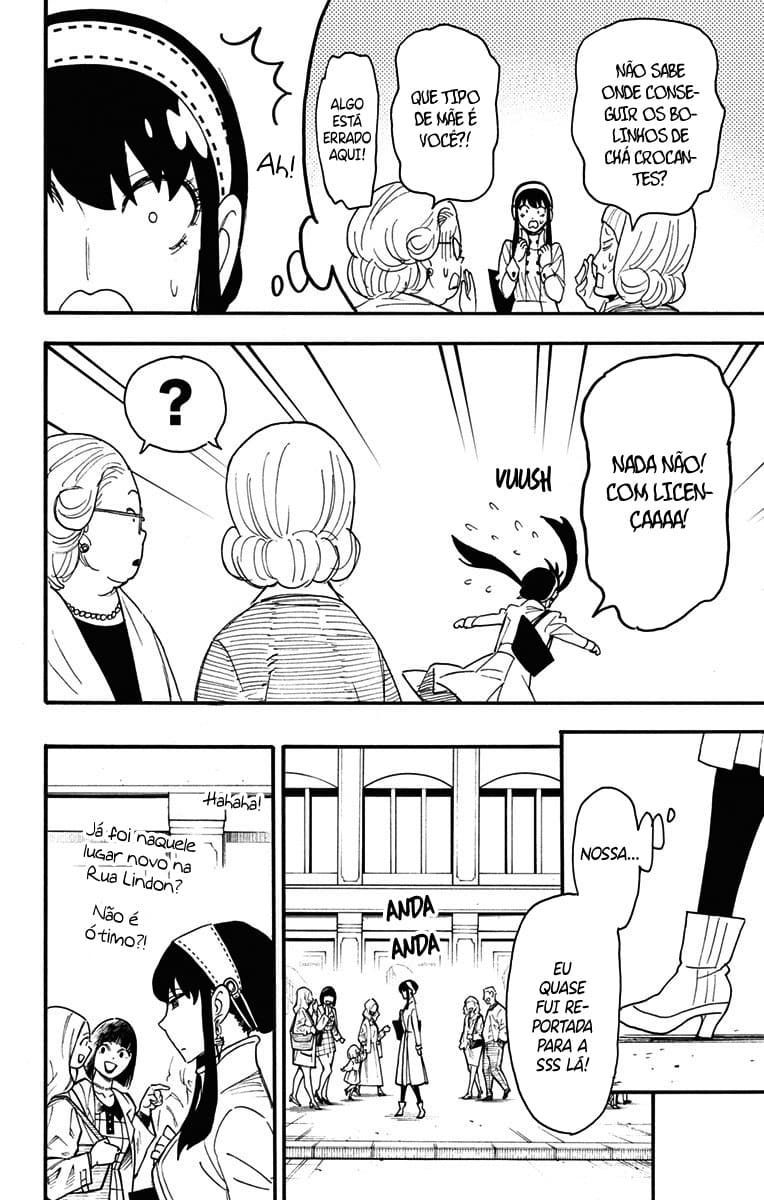 NÃO SABE
ONDE CONSE-
GUIR OS BO-
LINHOS DE
CHÁ CROCAN-
TES?
QUE TIPO
DE MÃE É
VOCÊ?!
ALGO
ESTÁ
ERRADO
AQUI!
Ah!
NADA NÃO!
COM LICEN-
ÇAAAA!
VUUSH
?
NOSSA...
EU
QUASE
FUI RE-
PORTADA
PARA A
SSS LÁ!
ANDA
ANDA
Hahaha!
Já foi naquele
lugar novo na
Rua Lindon?
Não é
ótimo?!